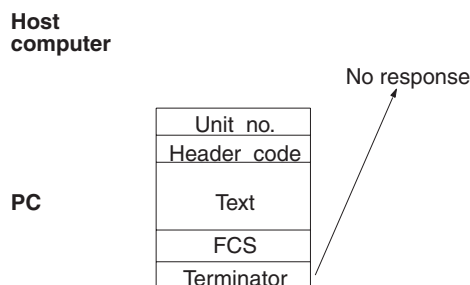 Host
computer
No response
Unit no.
Header code
PC
Text
FCS
Terminator